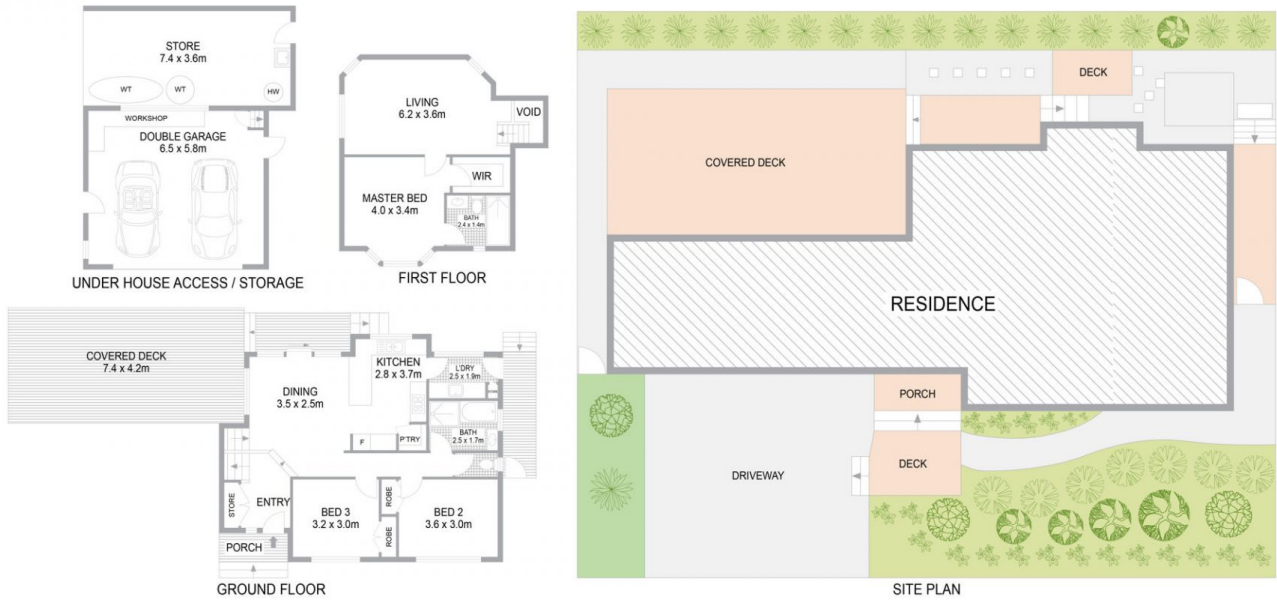 STORE
7.4 x 3.6m
WT
WT
HW
WORKSHOP
DOUBLE GARAGE
6.5 x 5.8m
UNDER HOUSE ACCESS / STORAGE
LIVING
6.2 x 3.6m
VOID
WIR
MASTER BED
4.0 x 3.4m
BATH
2.4 x 1.4m
FIRST FLOOR
COVERED DECK
7.4 x 4.2m
KITCHEN
2.8 x 3.7m
L'DRY
2.5 x 1.9m
DINING
3.5 x 2.5m
BATH
2.5 x 1.7m
F
P'TRY
STORE
ENTRY
BED 3
3.2 x 3.0m
ROBE
ROBE
BED 2
3.6 x 3.0m
PORCH
GROUND FLOOR
DECK
COVERED DECK
RESIDENCE
PORCH
DECK
DRIVEWAY
SITE PLAN